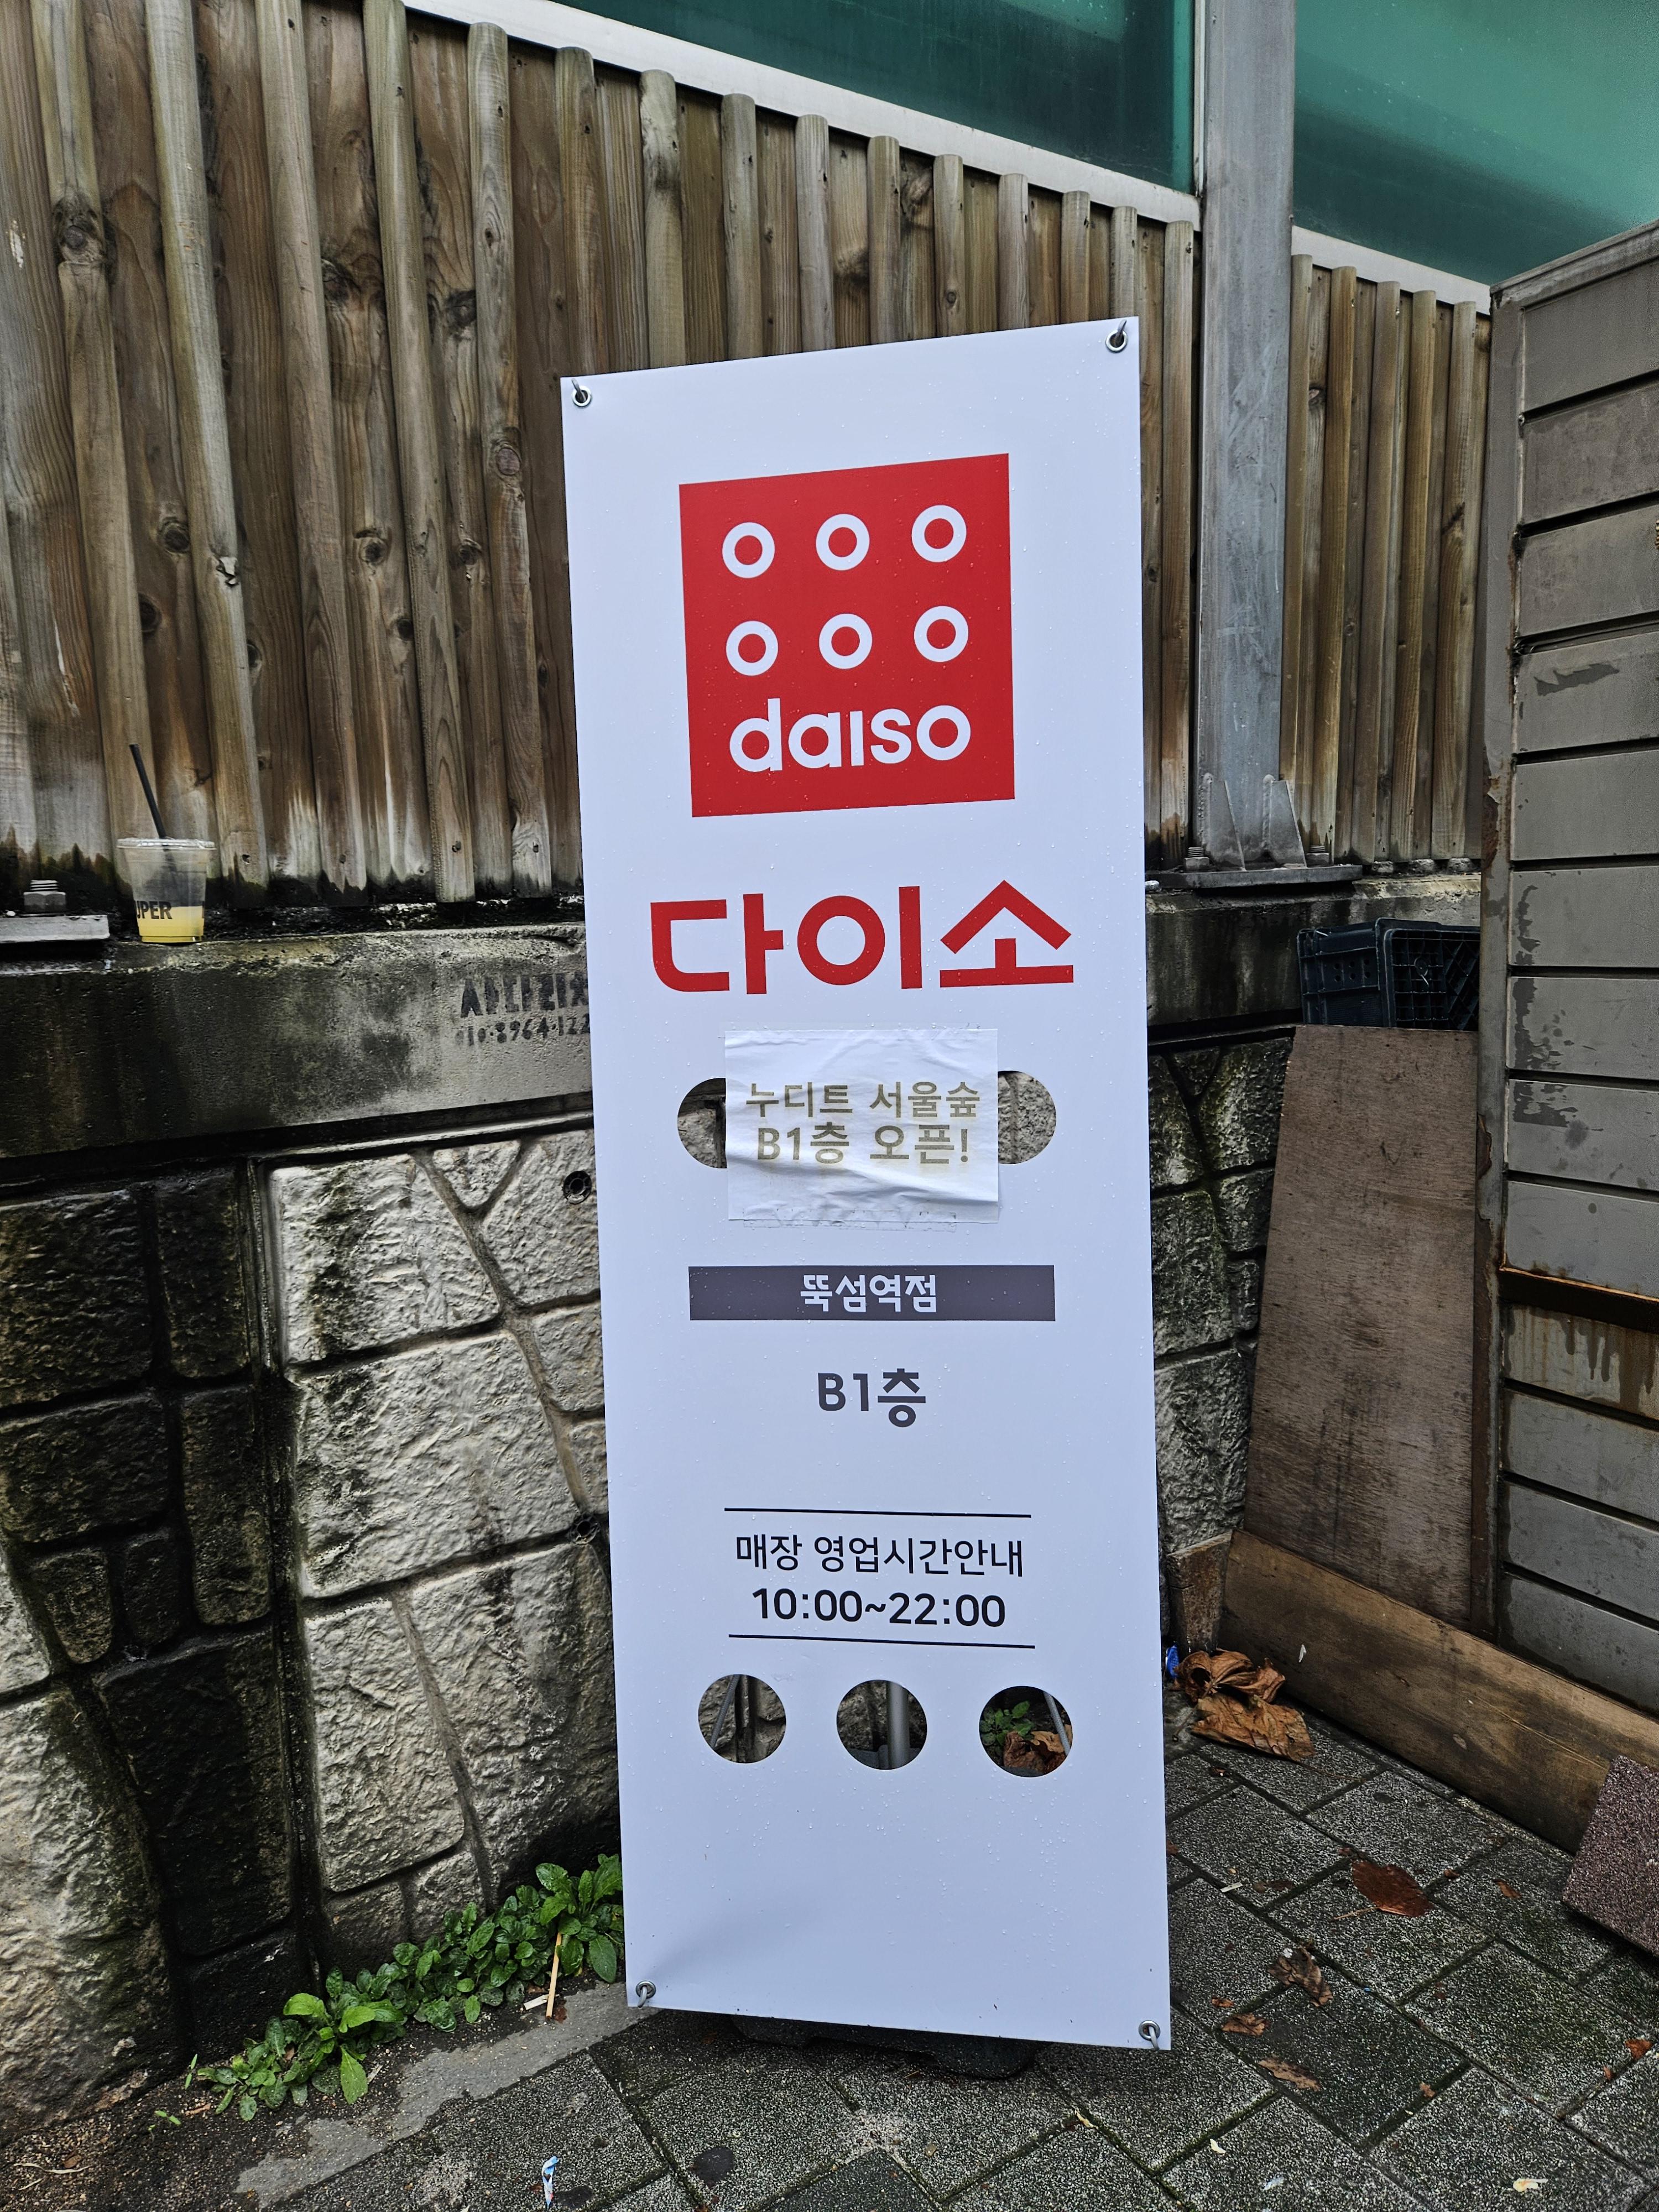 daiso
다이소
누디트 서울숲
B1층 오픈!
뚝섬역점
B1층
매장 영업시간안내
10:00~22:00
UPER